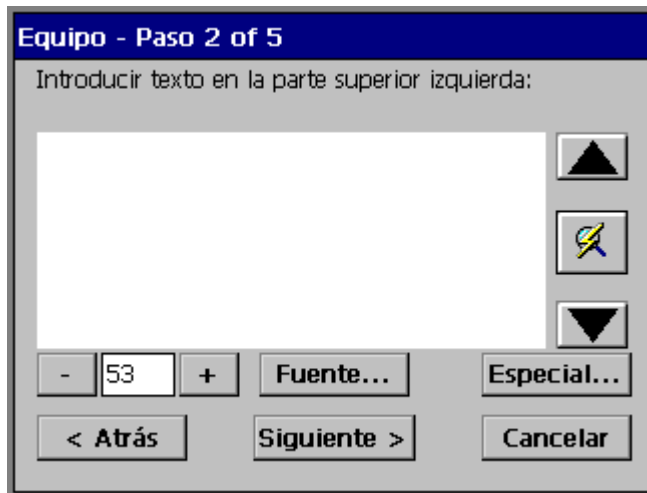 Equipo - Paso 2 of 5
Introducir texto en la parte superior izquierda:
- 53 + Fuente... Especial...
< Atrás Siguiente > Cancelar